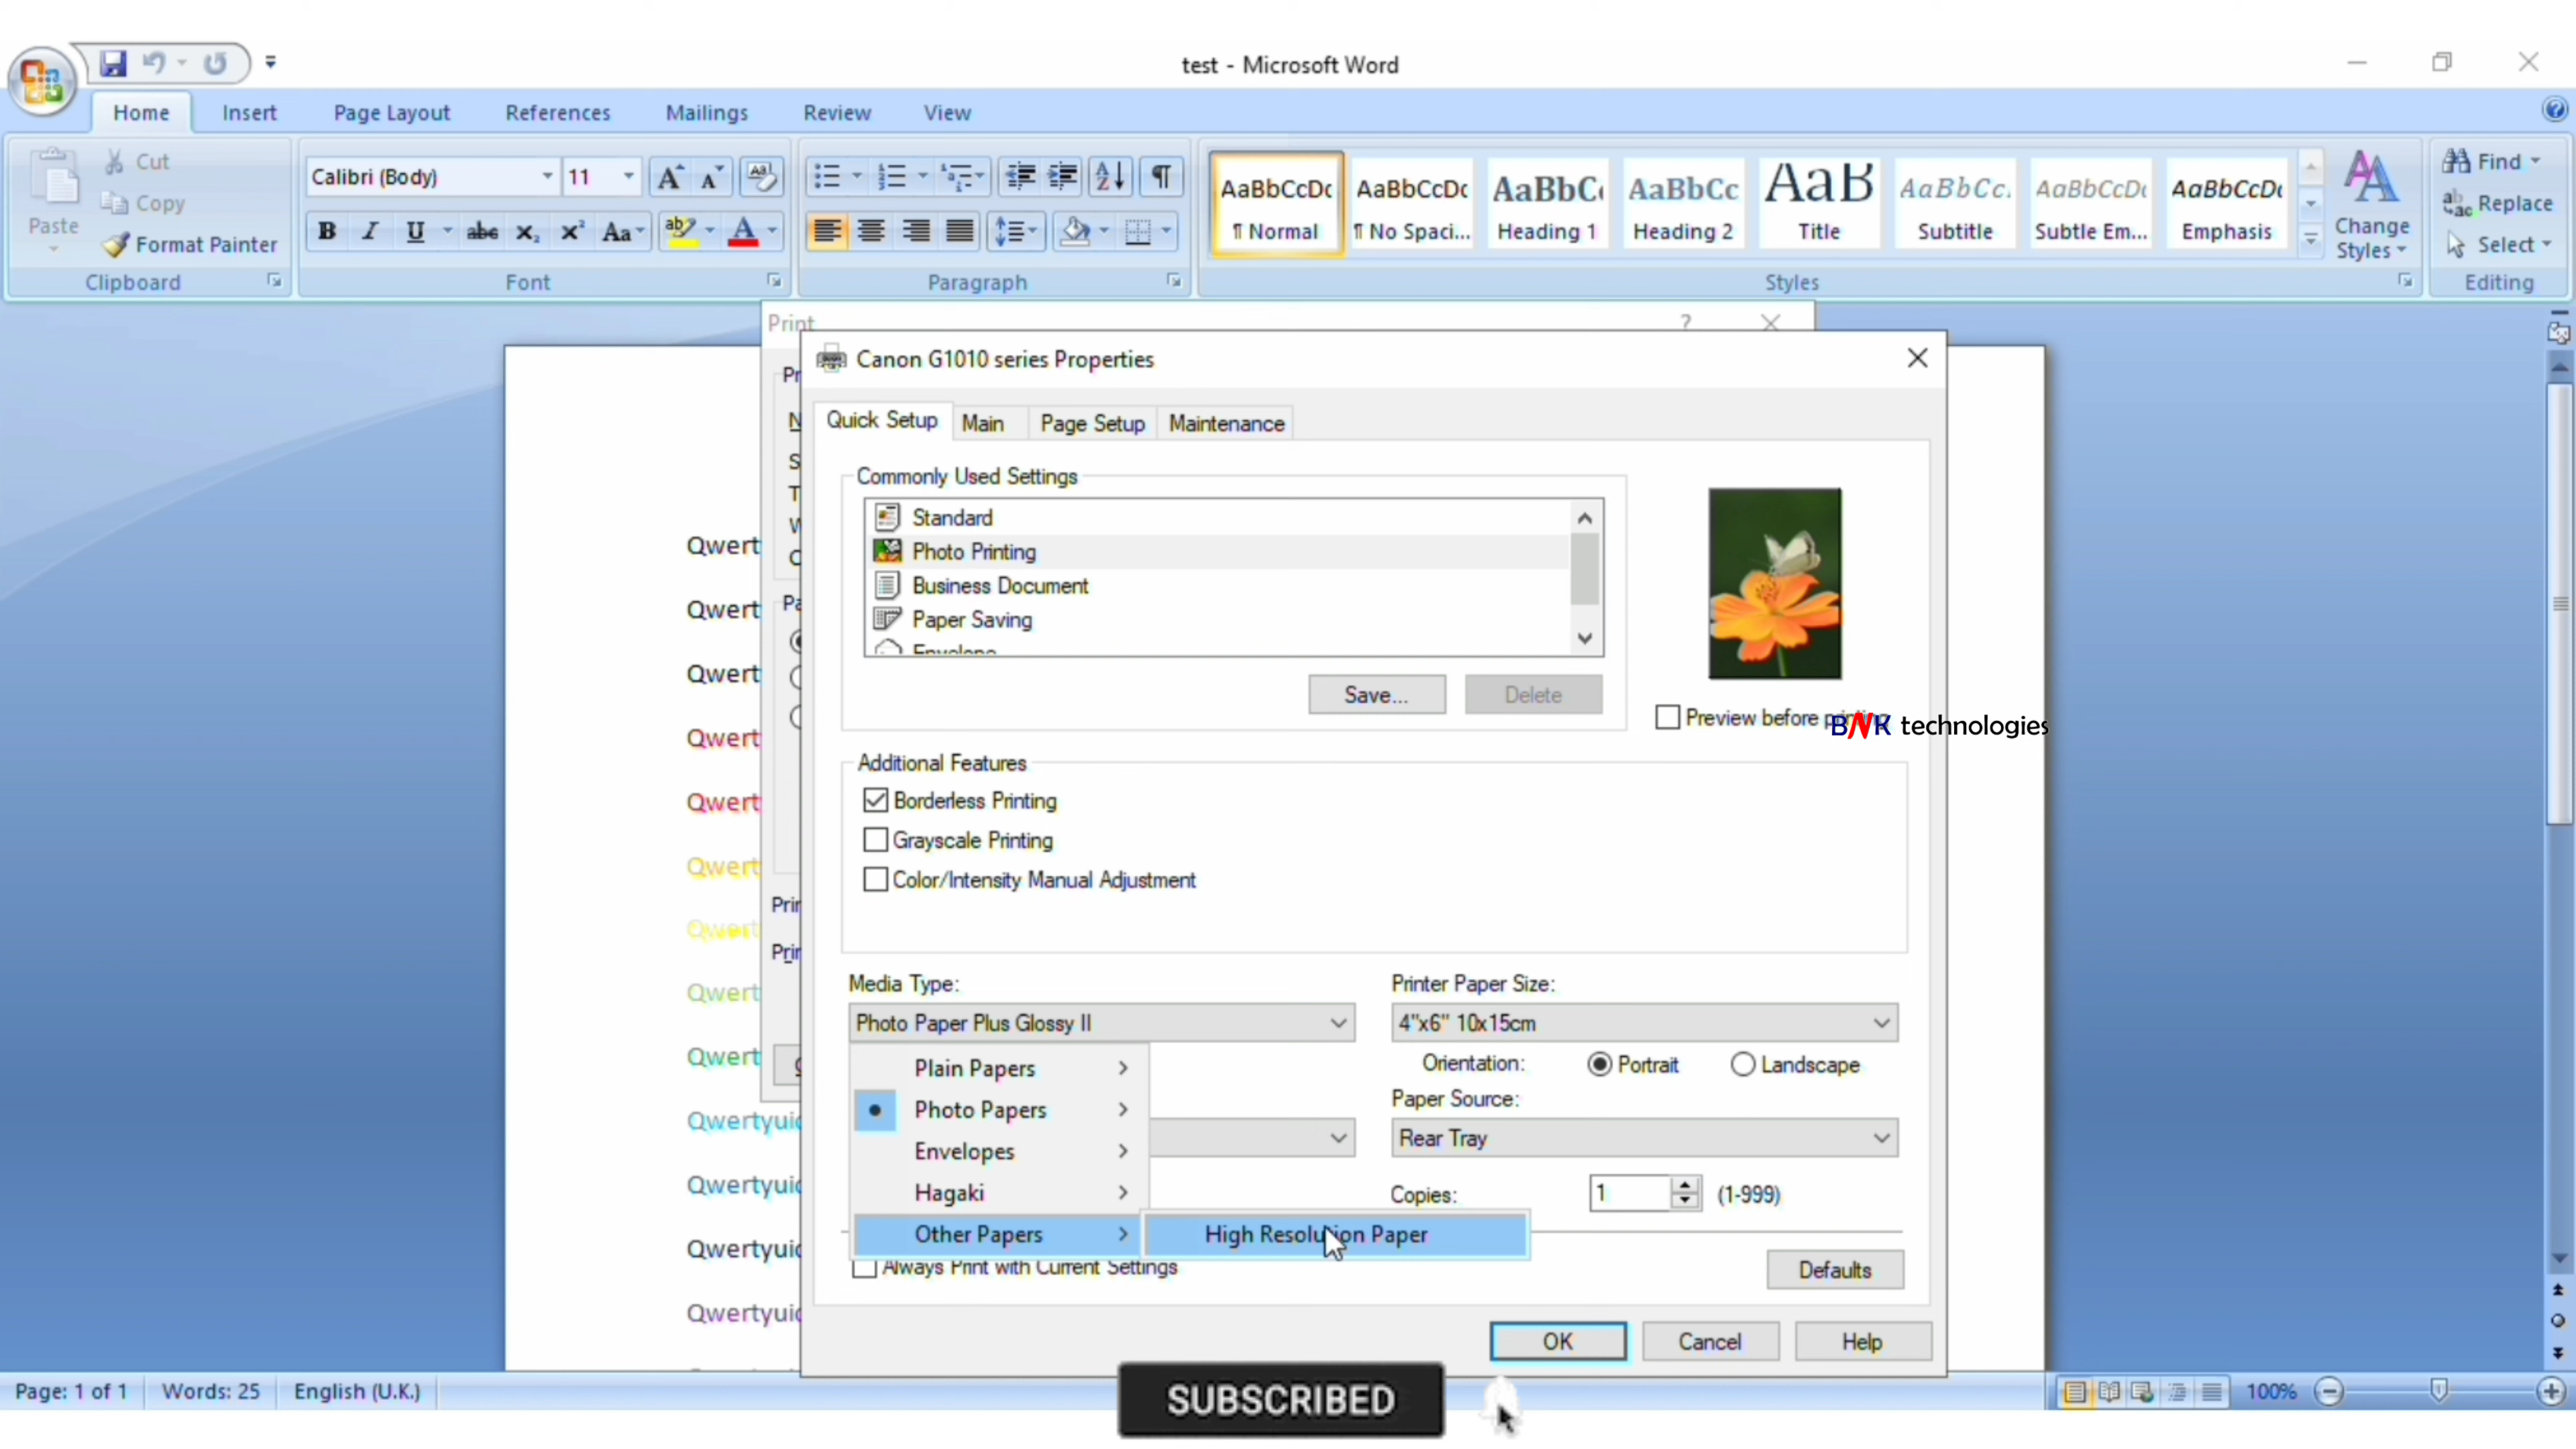 test - Microsoft Word
Home Insert Page Layout References Mailings Review View
Paste
Cut
Copy
Format Painter
Clipboard
Calibri (Body) 11
Font
Paragraph
AaBbCcDc AaBbCcDc AaBbC AaBbCc AaB AaBbCc. AaBbCcDc AaBbCcDc
¶ Normal ¶ No Spaci... Heading 1 Heading 2 Title Subtitle Subtle Em... Emphasis
Change Styles
Styles
Find
Replace
Select
Editing
Print
Canon G1010 series Properties
Quick Setup Main Page Setup Maintenance
Commonly Used Settings
Standard
Photo Printing
Business Document
Paper Saving
Envelope
Save... Delete
Preview before
BNK technologies
Additional Features
Borderless Printing
Grayscale Printing
Color/Intensity Manual Adjustment
Media Type:
Photo Paper Plus Glossy II
Plain Papers
Photo Papers
Envelopes
Hagaki
Other Papers
High Resolution Paper
Printer Paper Size:
4"x6" 10x15cm
Orientation: Portrait Landscape
Paper Source:
Rear Tray
Copies: 1 (1-999)
Always Print with Current Settings
Defaults
OK Cancel Help
Qwert
Qwert
Qwert
Qwert
Qwert
Qwert
Qwert
Qwert
Qwert
Qwertyuic
Qwertyuic
Qwertyuic
Qwertyuic
SUBSCRIBED
Page: 1 of 1 Words: 25 English (U.K.) 100%